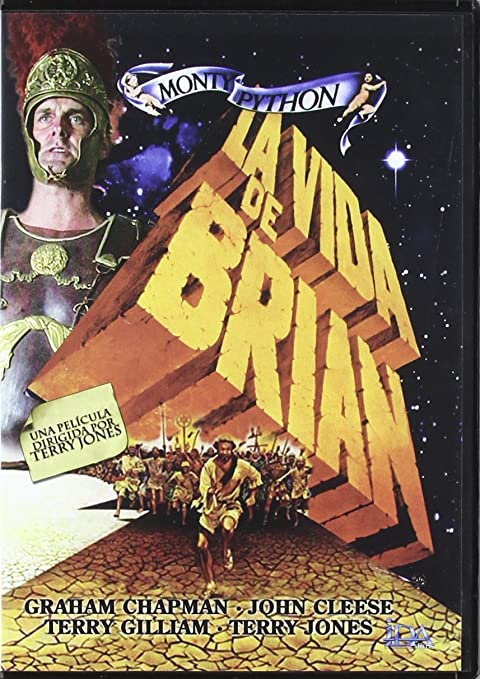 MONTY PYTHON
LA VIDA
DE
BRIAN
UNA PELÍCULA
DIRIGIDA POR
TERRY JONES
GRAHAM CHAPMAN · JOHN CLEESE
TERRY GILLIAM · TERRY JONES